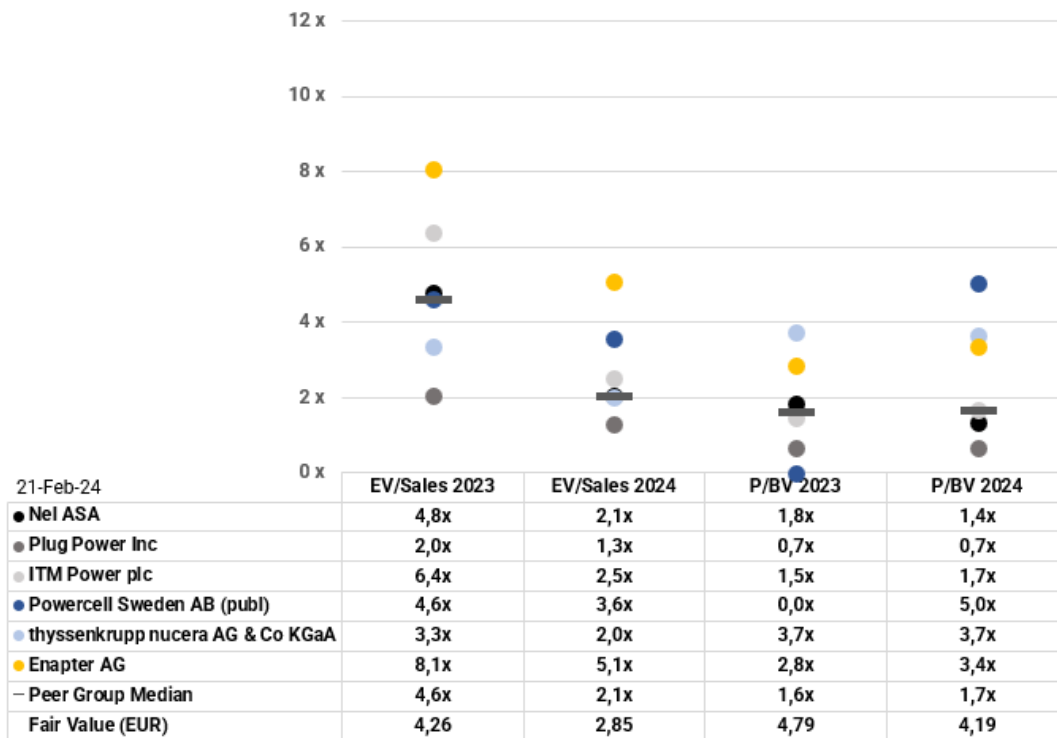 12 x
10 x
8 x
6 x
4 x
2 x
0 x
21-Feb-24 EV/Sales 2023 EV/Sales 2024 P/BV 2023 P/BV 2024
Nel ASA 4,8x 2,1x 1,8x 1,4x
Plug Power Inc 2,0x 1,3x 0,7x 0,7x
ITM Power plc 6,4x 2,5x 1,5x 1,7x
Powercell Sweden AB (publ) 4,6x 3,6x 0,0x 5,0x
thyssenkrupp nucera AG & Co KGaA 3,3x 2,0x 3,7x 3,7x
Enapter AG 8,1x 5,1x 2,8x 3,4x
Peer Group Median 4,6x 2,1x 1,6x 1,7x
Fair Value (EUR) 4,26 2,85 4,79 4,19